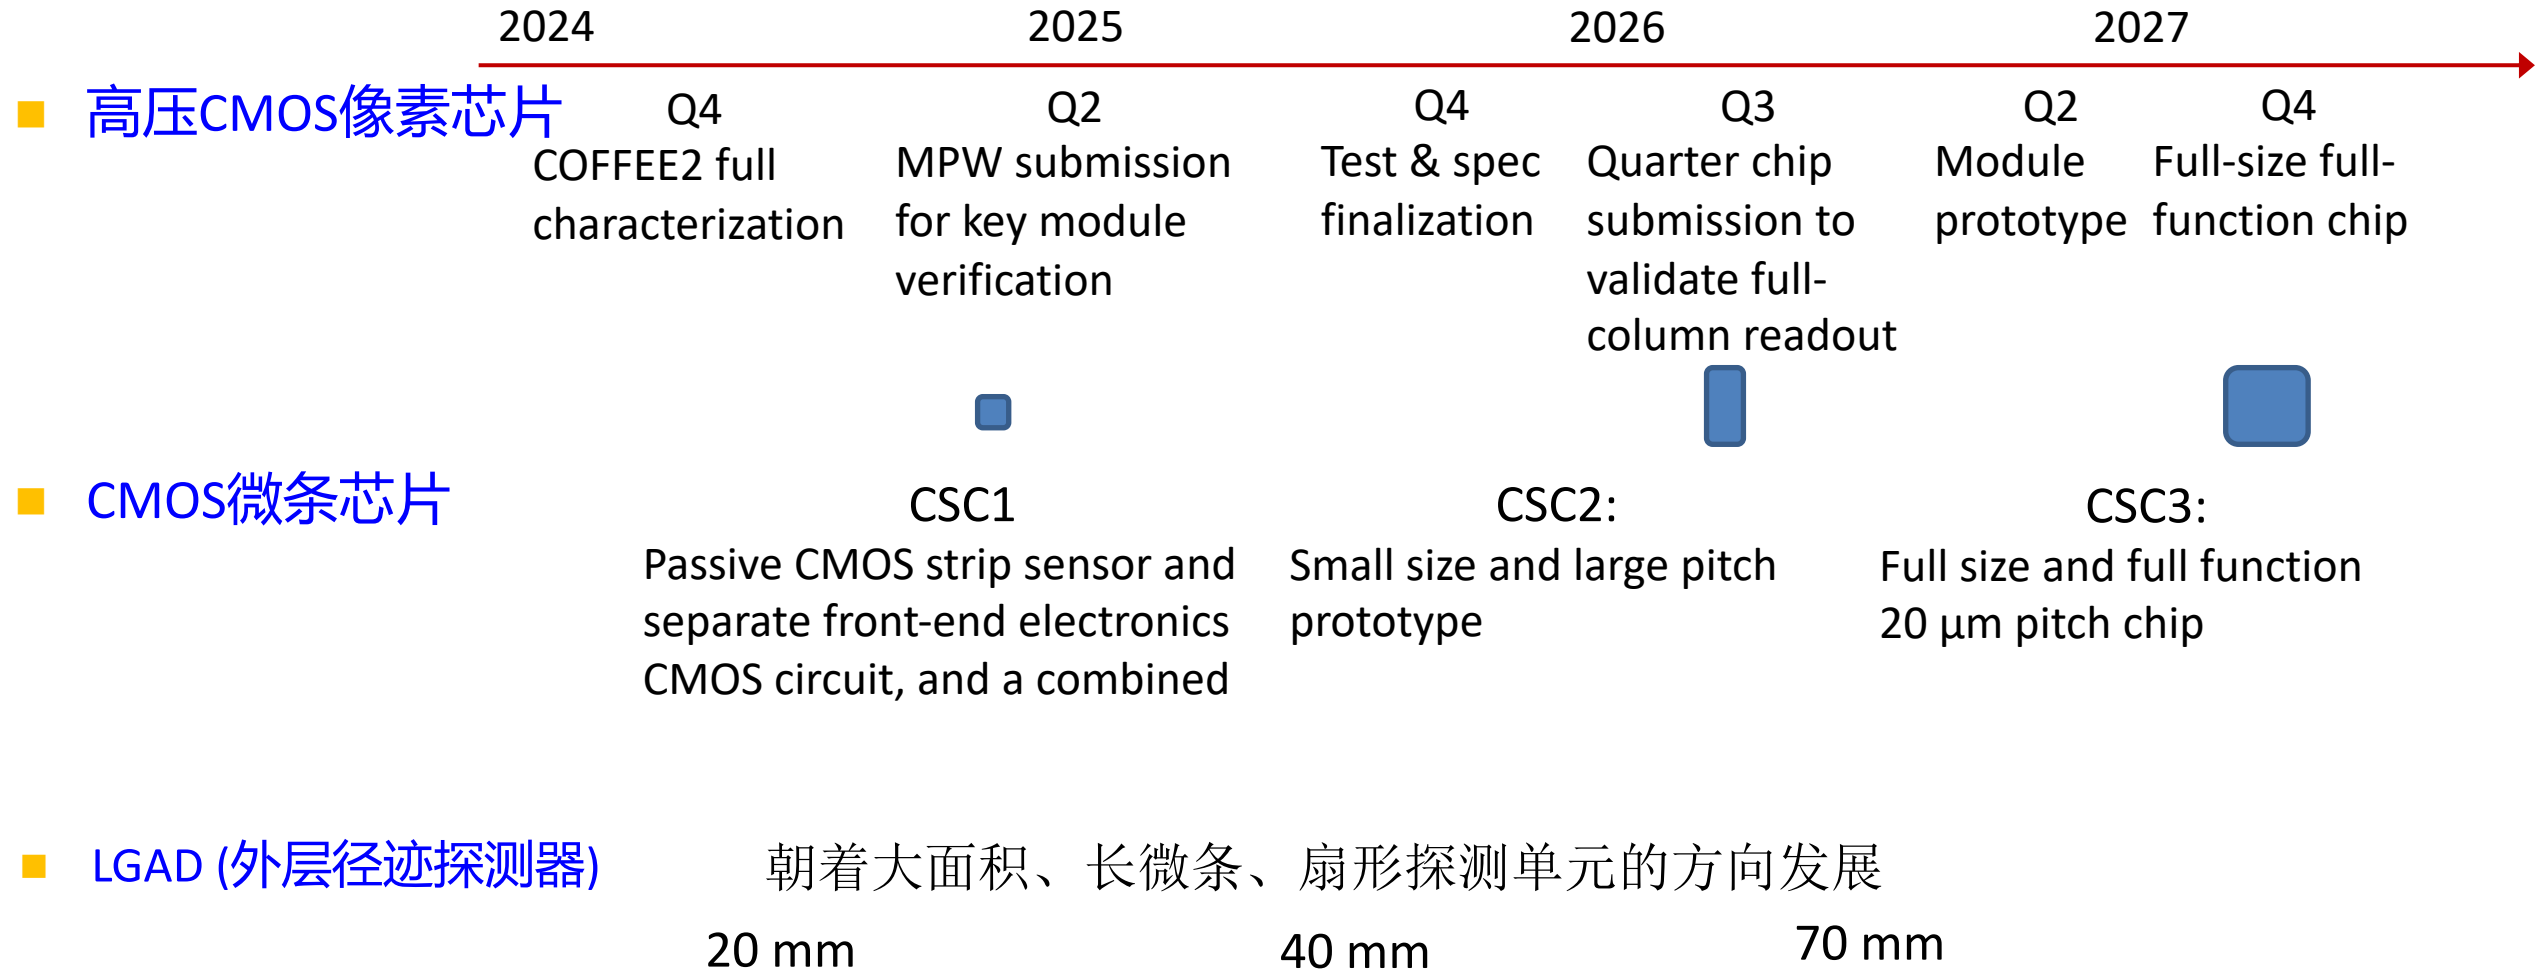 2024 2025 2026 2027
高压CMOS像素芯片
Q4 Q2 Q4 Q3 Q2 Q4
COFFEE2 full
characterization
MPW submission
for key module
verification
Test & spec
finalization
Quarter chip
submission to
validate full-
column readout
Module
prototype
Full-size full-
function chip
CMOS微条芯片
CSC1
Passive CMOS strip sensor and
separate front-end electronics
CMOS circuit, and a combined
CSC2:
Small size and large pitch
prototype
CSC3:
Full size and full function
20 μm pitch chip
LGAD (外层径迹探测器)
朝着大面积、长微条、扇形探测单元的方向发展
20 mm 40 mm 70 mm